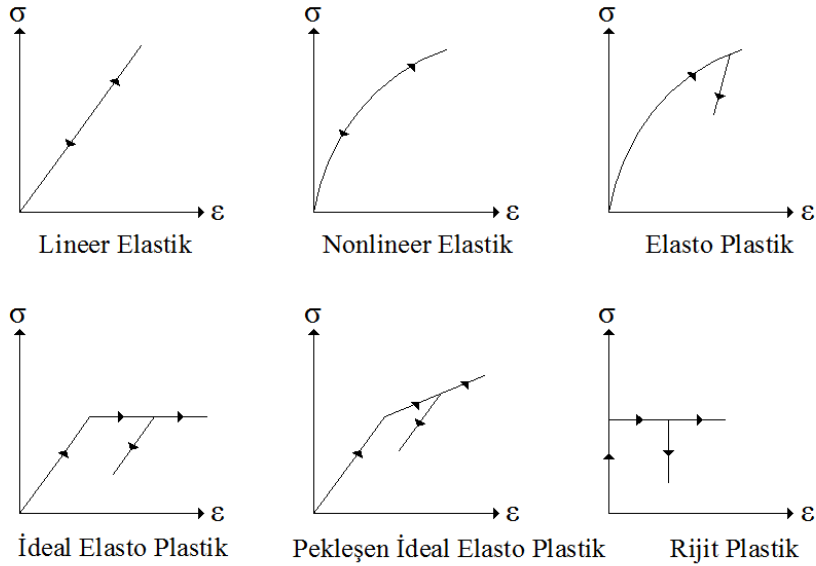 σ
ε
Lineer Elastik
σ
ε
Nonlineer Elastik
σ
ε
Elasto Plastik
σ
ε
İdeal Elasto Plastik
σ
ε
Pekleşen İdeal Elasto Plastik
σ
ε
Rijit Plastik